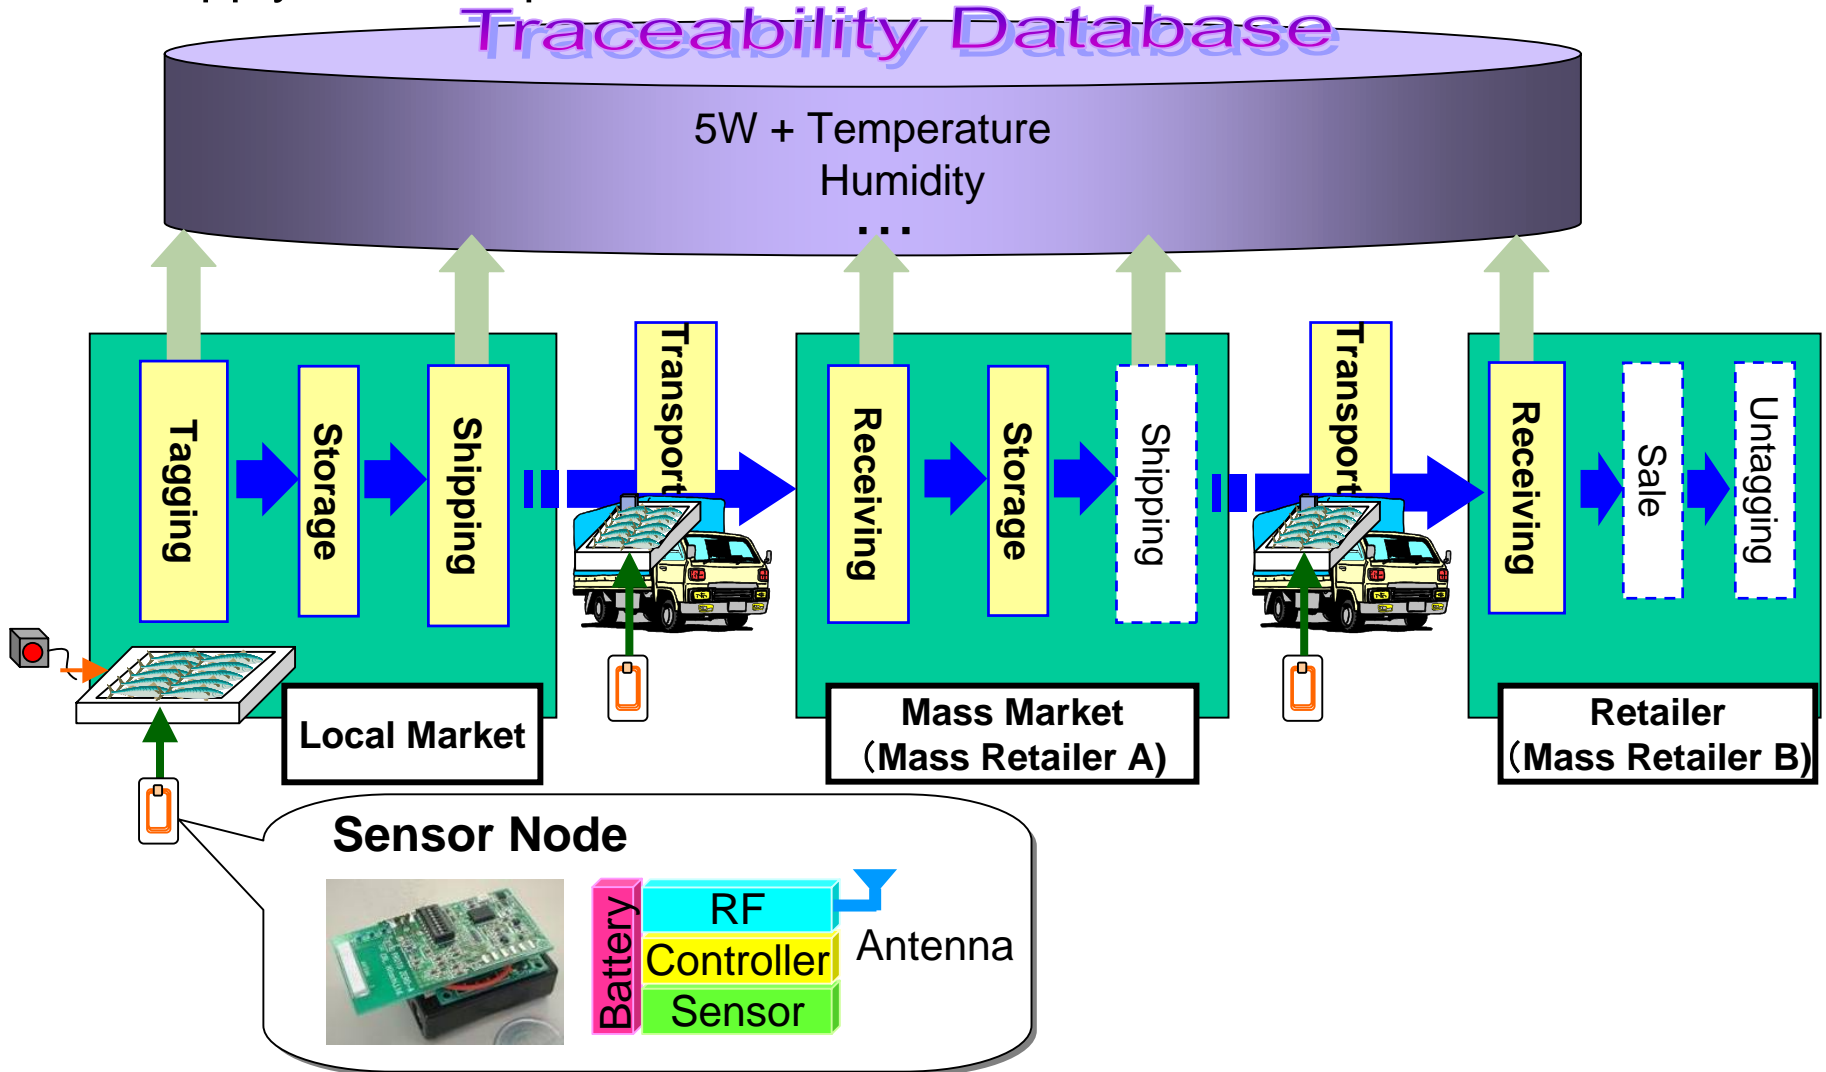 Traceability Database
5W + Temperature
Humidity
...
Tagging
Storage
Shipping
Transport
Receiving
Storage
Shipping
Transport
Receiving
Sale
Untagging
Local Market
Mass Market
(Mass Retailer A)
Retailer
(Mass Retailer B)
Sensor Node
Battery
RF
Controller
Sensor
Antenna